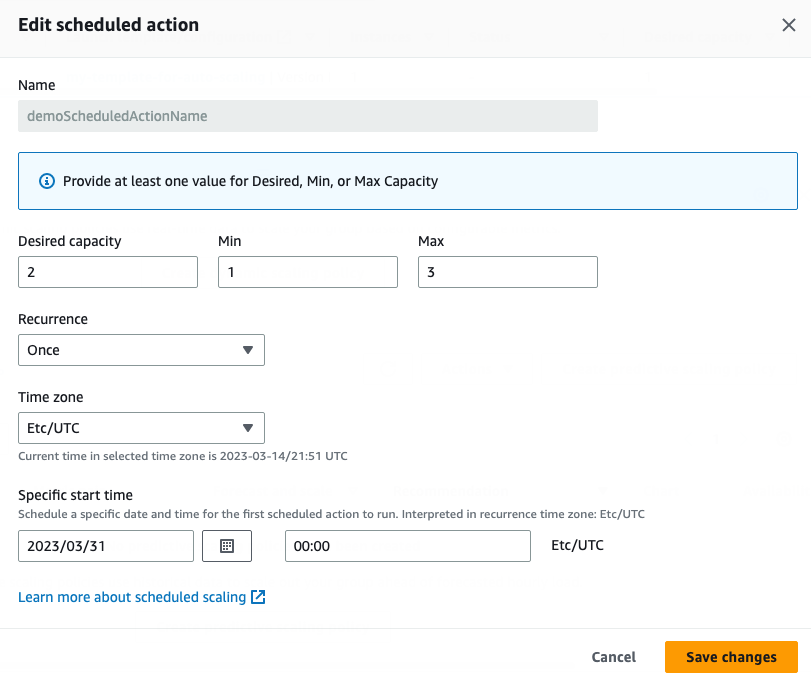 Edit scheduled action
Name
demoScheduledActionName
Provide at least one value for Desired, Min, or Max Capacity
Desired capacity
Min
Max
2
1
3
Recurrence
Once
Time zone
Etc/UTC
Current time in selected time zone is 2023-03-14/21:51 UTC
Specific start time
Schedule a specific date and time for the first scheduled action to run. Interpreted in recurrence time zone: Etc/UTC
2023/03/31
00:00
Etc/UTC
Learn more about scheduled scaling
Cancel
Save changes